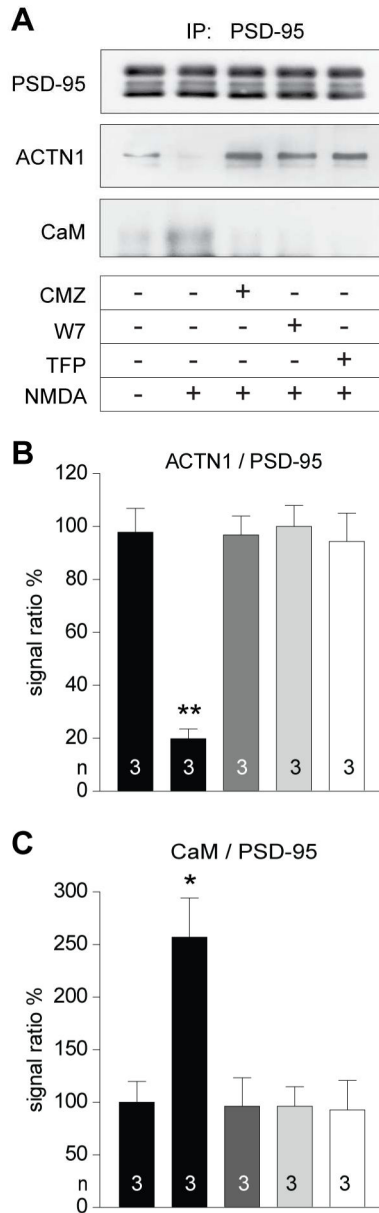 A
IP: PSD-95
PSD-95
ACTN1
CaM
CMZ - - + - -
W7 - - - + -
TFP - - - - +
NMDA - + + + +
B
ACTN1 / PSD-95
120
100
80
60
40
20
0
signal ratio %
**
n 3 3 3 3 3
C
CaM / PSD-95
300
250
200
150
100
50
0
signal ratio %
*
n 3 3 3 3 3